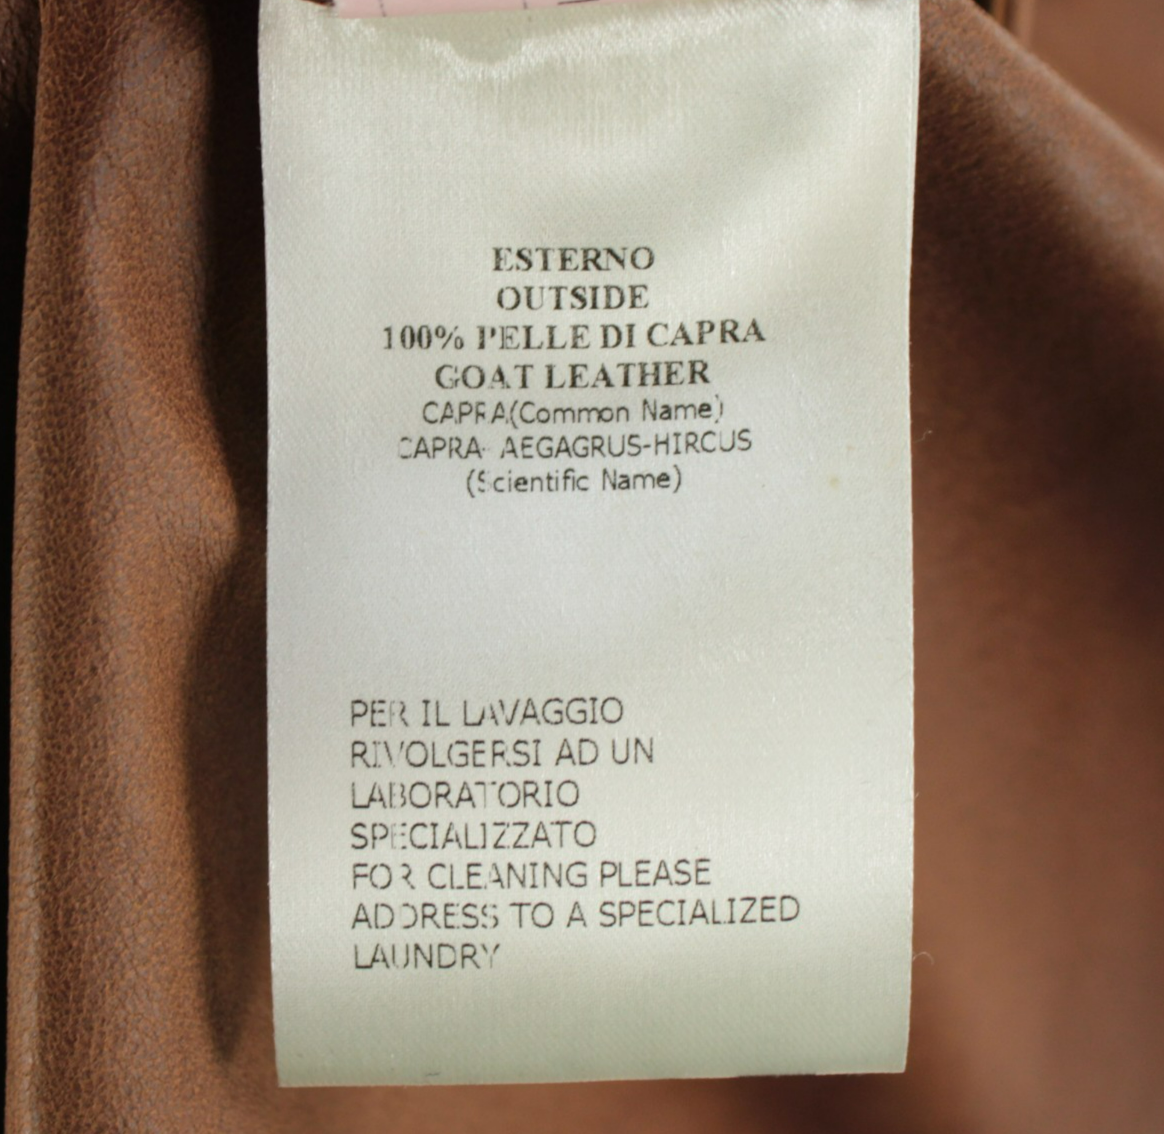 ESTERNO
OUTSIDE
100% PELLE DI CAPRA
GOAT LEATHER
CAPRA(Common Name)
CAPRA- AEGAGRUS-HIRCUS
(Scientific Name)
PER IL LAVAGGIO
RIVOLGERSI AD UN
LABORATORIO
SPECIALIZZATO
FOR CLEANING PLEASE
ADDRESS TO A SPECIALIZED
LAUNDRY